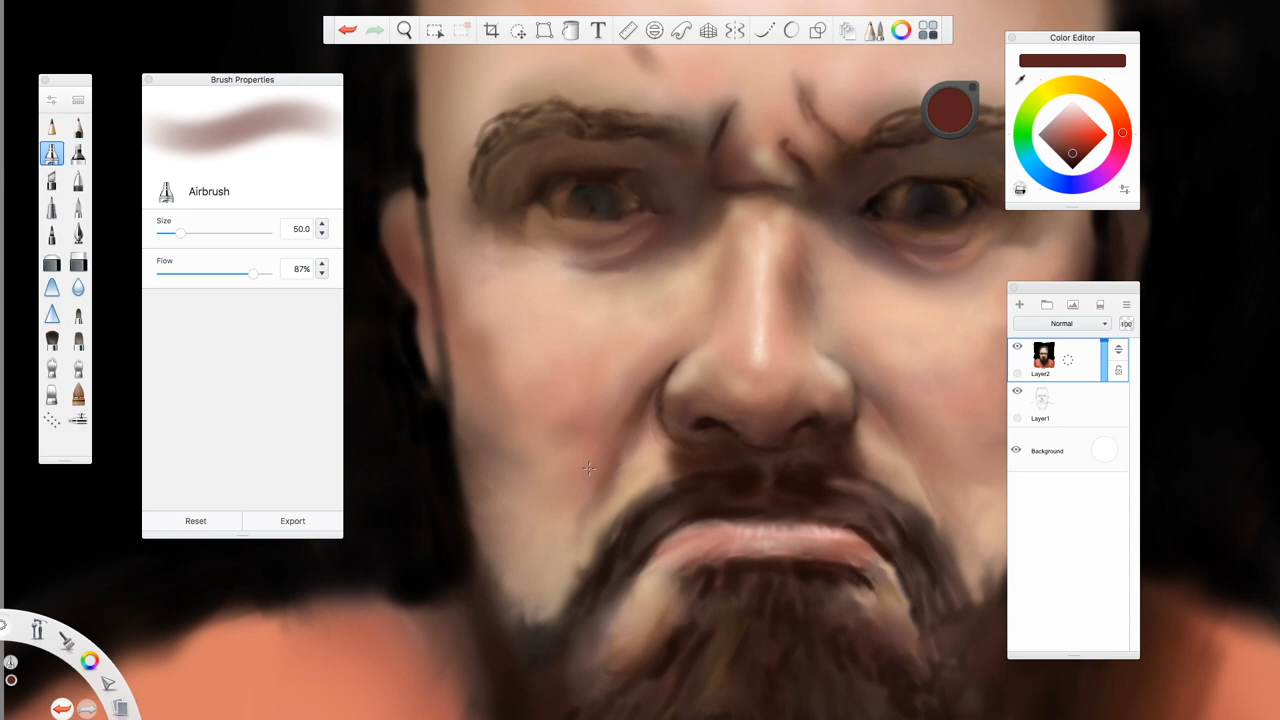 T
Color Editor
Brush Properties
Airbrush
Size
50.0
Flow
87%
Reset
Export
Normal
100
Layer2
Layer1
Background